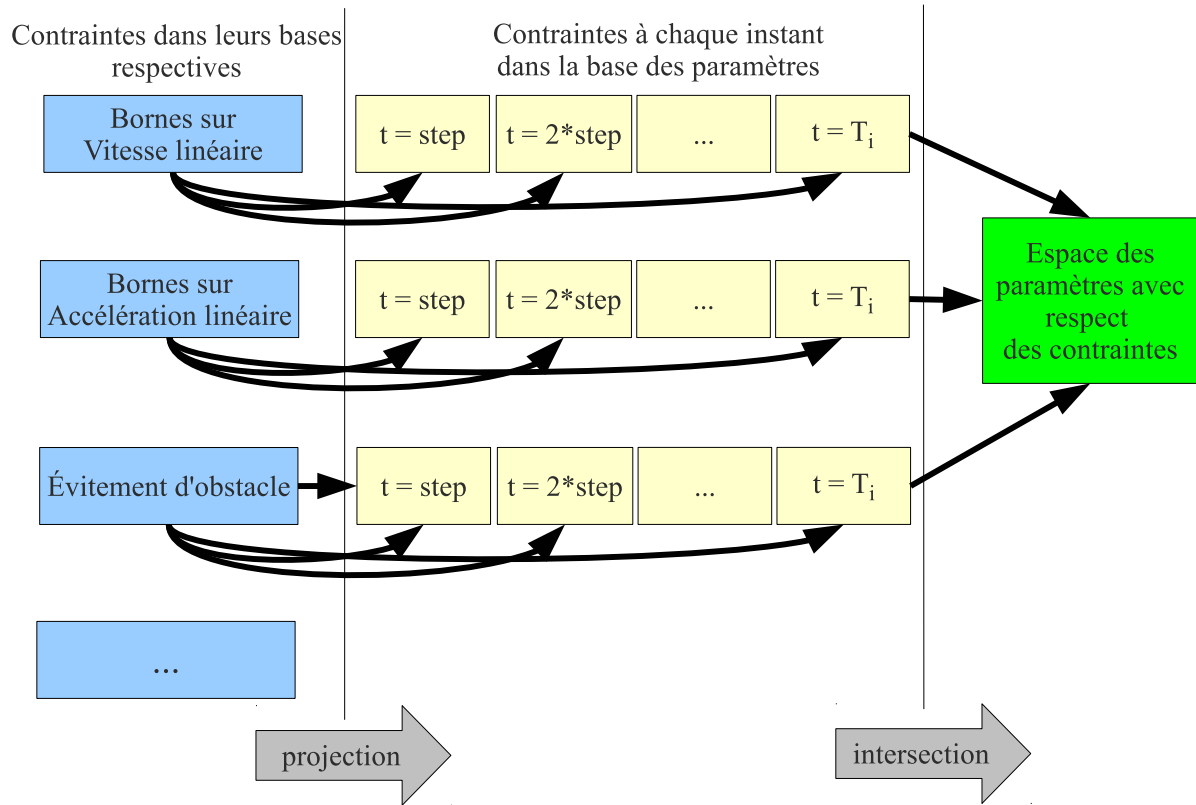 Contraintes dans leurs bases
respectives
Contraintes à chaque instant
dans la base des paramètres
Bornes sur
Vitesse linéaire
t = step
t = 2*step
...
t = Ti
Bornes sur
Accélération linéaire
t = step
t = 2*step
...
t = Ti
Espace des
paramètres avec
respect
des contraintes
Évitement d'obstacle
t = step
t = 2*step
...
t = Ti
...
projection
intersection